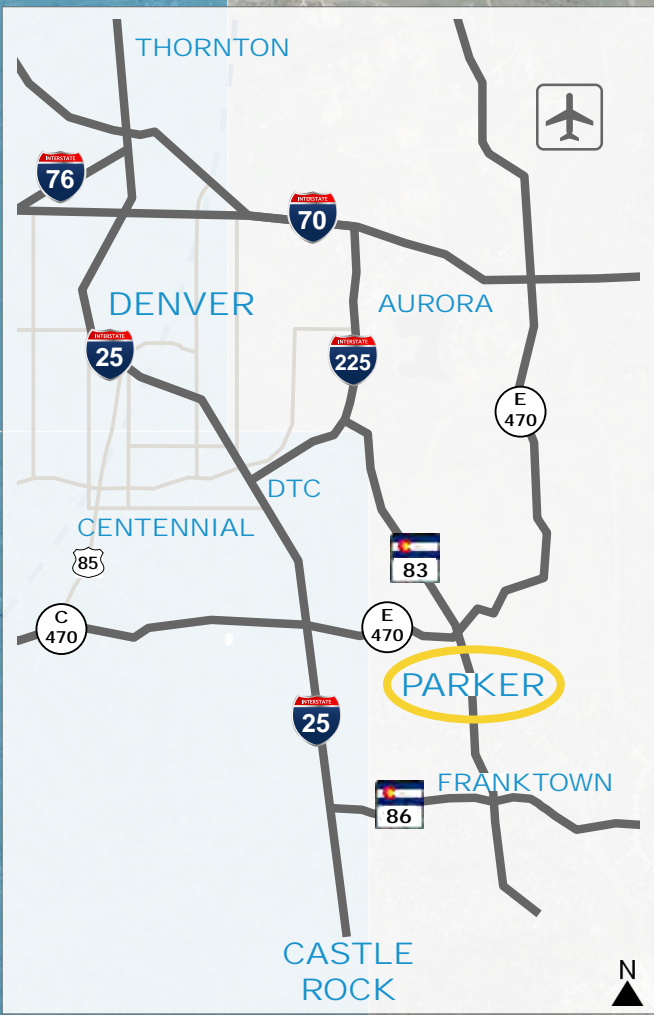 THORNTON
INTERSTATE
76
INTERSTATE
70
DENVER
AURORA
INTERSTATE
25
INTERSTATE
225
E
470
DTC
CENTENNIAL
85
83
C
470
E
470
PARKER
INTERSTATE
25
FRANKTOWN
86
CASTLE
ROCK
N